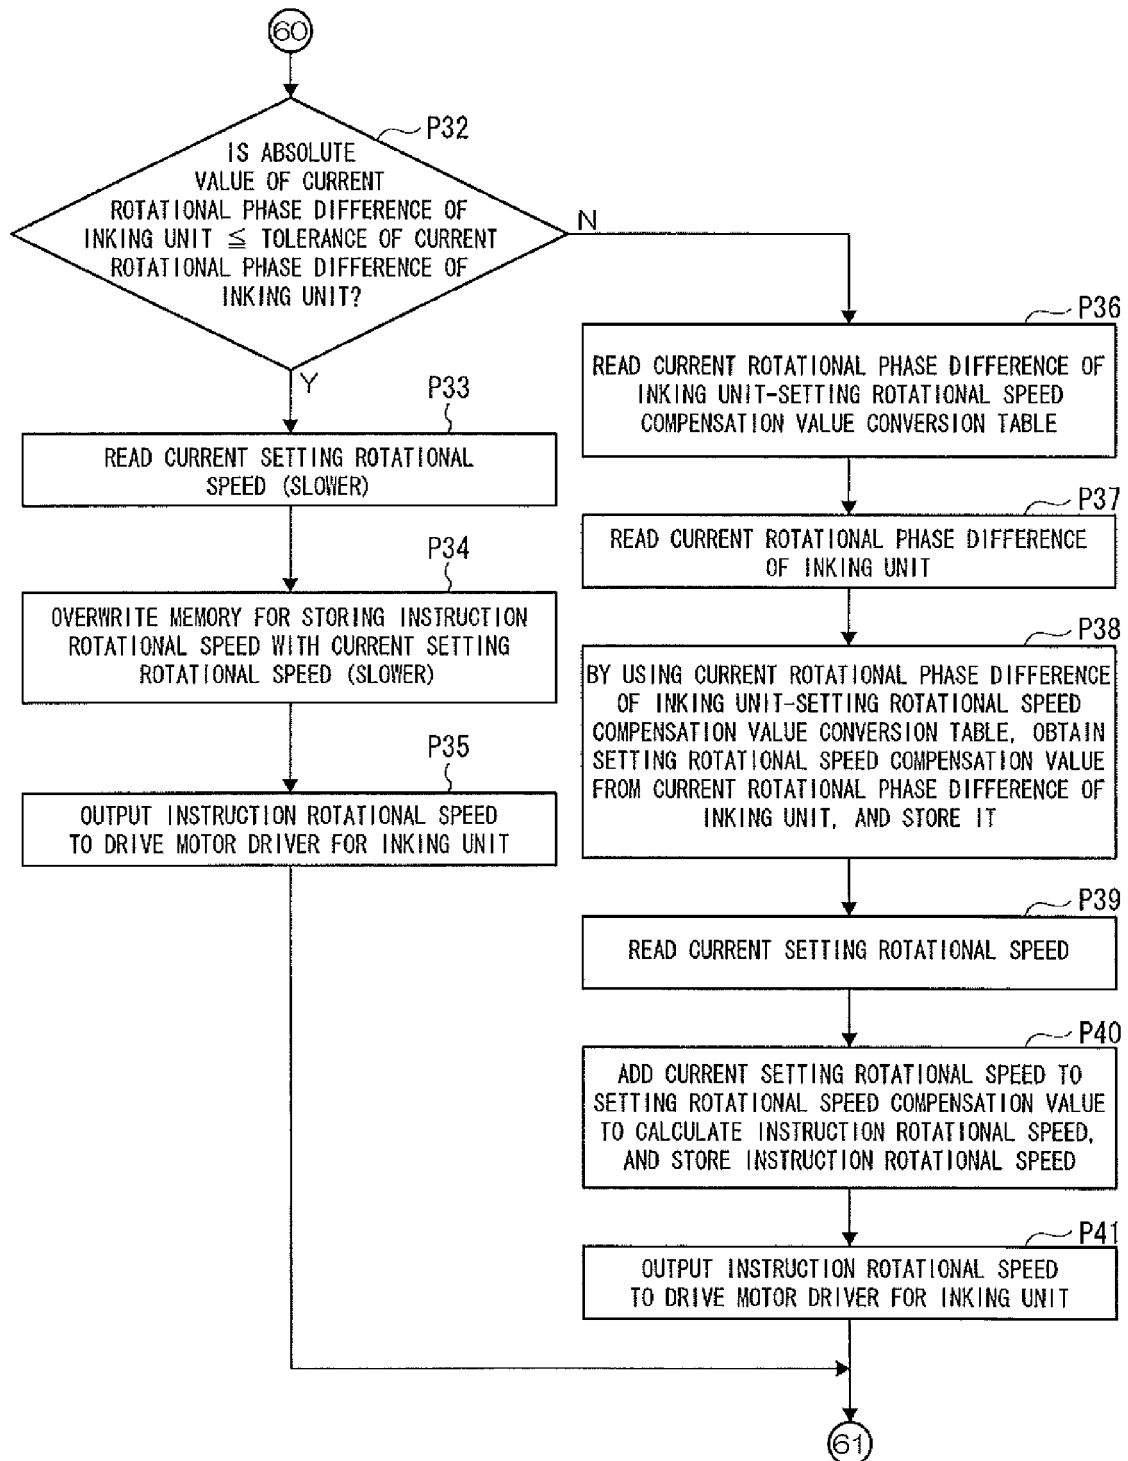 60
P32
IS ABSOLUTE
VALUE OF CURRENT
ROTATIONAL PHASE DIFFERENCE OF
INKING UNIT ≦ TOLERANCE OF CURRENT
ROTATIONAL PHASE DIFFERENCE OF
INKING UNIT?
N
Y
P33
READ CURRENT SETTING ROTATIONAL
SPEED (SLOWER)
P34
OVERWRITE MEMORY FOR STORING INSTRUCTION
ROTATIONAL SPEED WITH CURRENT SETTING
ROTATIONAL SPEED (SLOWER)
P35
OUTPUT INSTRUCTION ROTATIONAL SPEED
TO DRIVE MOTOR DRIVER FOR INKING UNIT
P36
READ CURRENT ROTATIONAL PHASE DIFFERENCE OF
INKING UNIT-SETTING ROTATIONAL SPEED
COMPENSATION VALUE CONVERSION TABLE
P37
READ CURRENT ROTATIONAL PHASE DIFFERENCE
OF INKING UNIT
P38
BY USING CURRENT ROTATIONAL PHASE DIFFERENCE
OF INKING UNIT-SETTING ROTATIONAL SPEED
COMPENSATION VALUE CONVERSION TABLE, OBTAIN
SETTING ROTATIONAL SPEED COMPENSATION VALUE
FROM CURRENT ROTATIONAL PHASE DIFFERENCE OF
INKING UNIT, AND STORE IT
P39
READ CURRENT SETTING ROTATIONAL SPEED
P40
ADD CURRENT SETTING ROTATIONAL SPEED TO
SETTING ROTATIONAL SPEED COMPENSATION VALUE
TO CALCULATE INSTRUCTION ROTATIONAL SPEED,
AND STORE INSTRUCTION ROTATIONAL SPEED
P41
OUTPUT INSTRUCTION ROTATIONAL SPEED
TO DRIVE MOTOR DRIVER FOR INKING UNIT
61